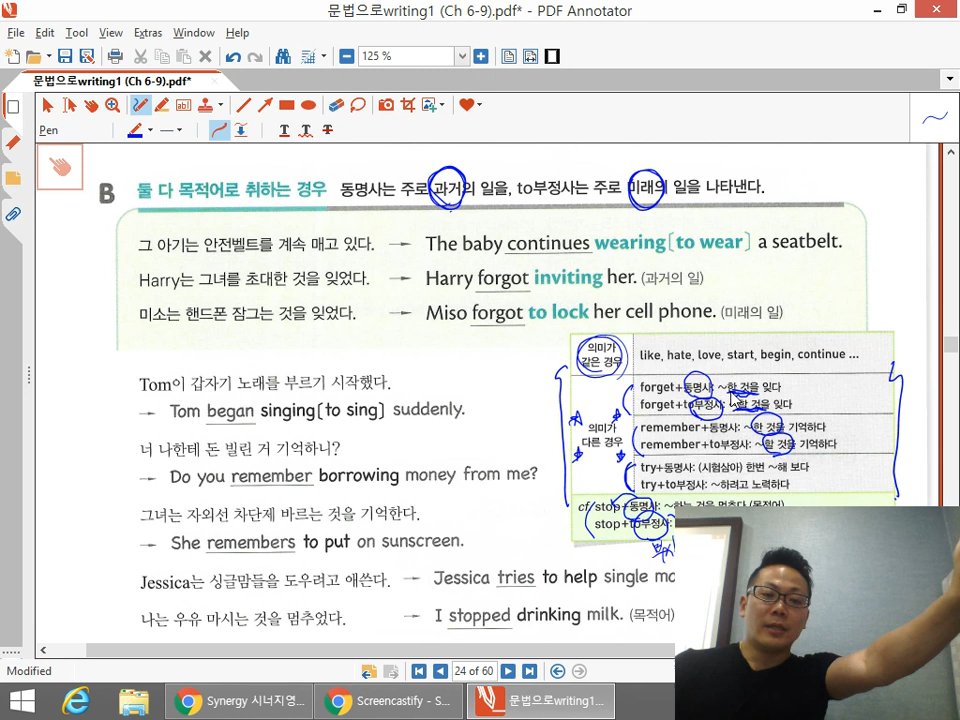 문법으로writing1 (Ch 6-9).pdf* - PDF Annotator
File Edit Tool View Extras Window Help
125 %
문법으로writing1 (Ch 6-9).pdf*
Pen
B 둘 다 목적어로 취하는 경우 동명사는 주로 과거의 일을, to부정사는 주로 미래의 일을 나타낸다.
그 아기는 안전벨트를 계속 매고 있다. → The baby continues wearing[to wear] a seatbelt.
Harry는 그녀를 초대한 것을 잊었다. → Harry forgot inviting her. (과거의 일)
미소는 핸드폰 잠그는 것을 잊었다. → Miso forgot to lock her cell phone. (미래의 일)
의미가
같은 경우
like, hate, love, start, begin, continue ...
의미가
다른 경우
forget+동명사: ~한 것을 잊다
forget+to부정사: ~할 것을 잊다
remember+동명사: ~한 것을 기억하다
remember+to부정사: ~할 것을 기억하다
try+동명사: (시험삼아) 한번 ~해 보다
try+to부정사: ~하려고 노력하다
cf. stop+동명사: ~하는 것을 멈추다 (목적어)
stop+to부정사:
Tom이 갑자기 노래를 부르기 시작했다.
→ Tom began singing[to sing] suddenly.
너 나한테 돈 빌린 거 기억하니?
→ Do you remember borrowing money from me?
그녀는 자외선 차단제 바르는 것을 기억한다.
→ She remembers to put on sunscreen.
Jessica는 싱글맘들을 도우려고 애쓴다. → Jessica tries to help single mo
나는 우유 마시는 것을 멈추었다. → I stopped drinking milk. (목적어)
Modified
24 of 60
Synergy 시너지영...
Screencastify - S...
문법으로writing1...